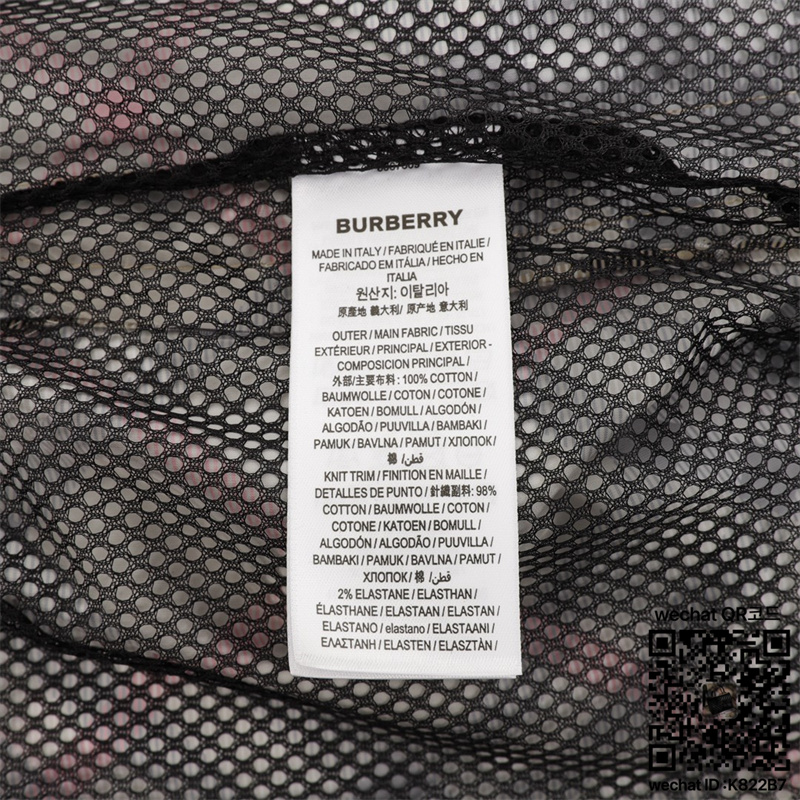 BURBERRY
MADE IN ITALY / FABRIQUÉ EN ITALIE /
FABRICADO EM ITÁLIA / HECHO EN
ITALIA
원산지: 이탈리아
原產地 義大利/ 原产地 意大利
OUTER / MAIN FABRIC / TISSU
EXTÉRIEUR / PRINCIPAL / EXTERIOR -
COMPOSICION PRINCIPAL /
外部/主要布料: 100% COTTON /
BAUMWOLLE / COTON / COTONE /
KATOEN / BOMULL / ALGODÓN /
ALGODÃO / PUUVILLA / BAMBAKI /
PAMUK / BAVLNA / PAMUT / ХЛОПОК /
棉 /قطن
KNIT TRIM / FINITION EN MAILLE /
DETALLES DE PUNTO / 針織副料: 98%
COTTON / BAUMWOLLE / COTON /
COTONE / KATOEN / BOMULL /
ALGODÓN / ALGODÃO / PUUVILLA /
BAMBAKI / PAMUK / BAVLNA / PAMUT /
ХЛОПОК / 棉 /قطن
2% ELASTANE / ELASTHAN /
ÉLASTHANE / ELASTAAN / ELASTAN /
ELASTANO / elastano / ELASTAANI /
ΕΛΑΣΤΑΝΗ / ELASTEN / ELASZTÀN /
wechat QR코드
wechat ID :K822B7